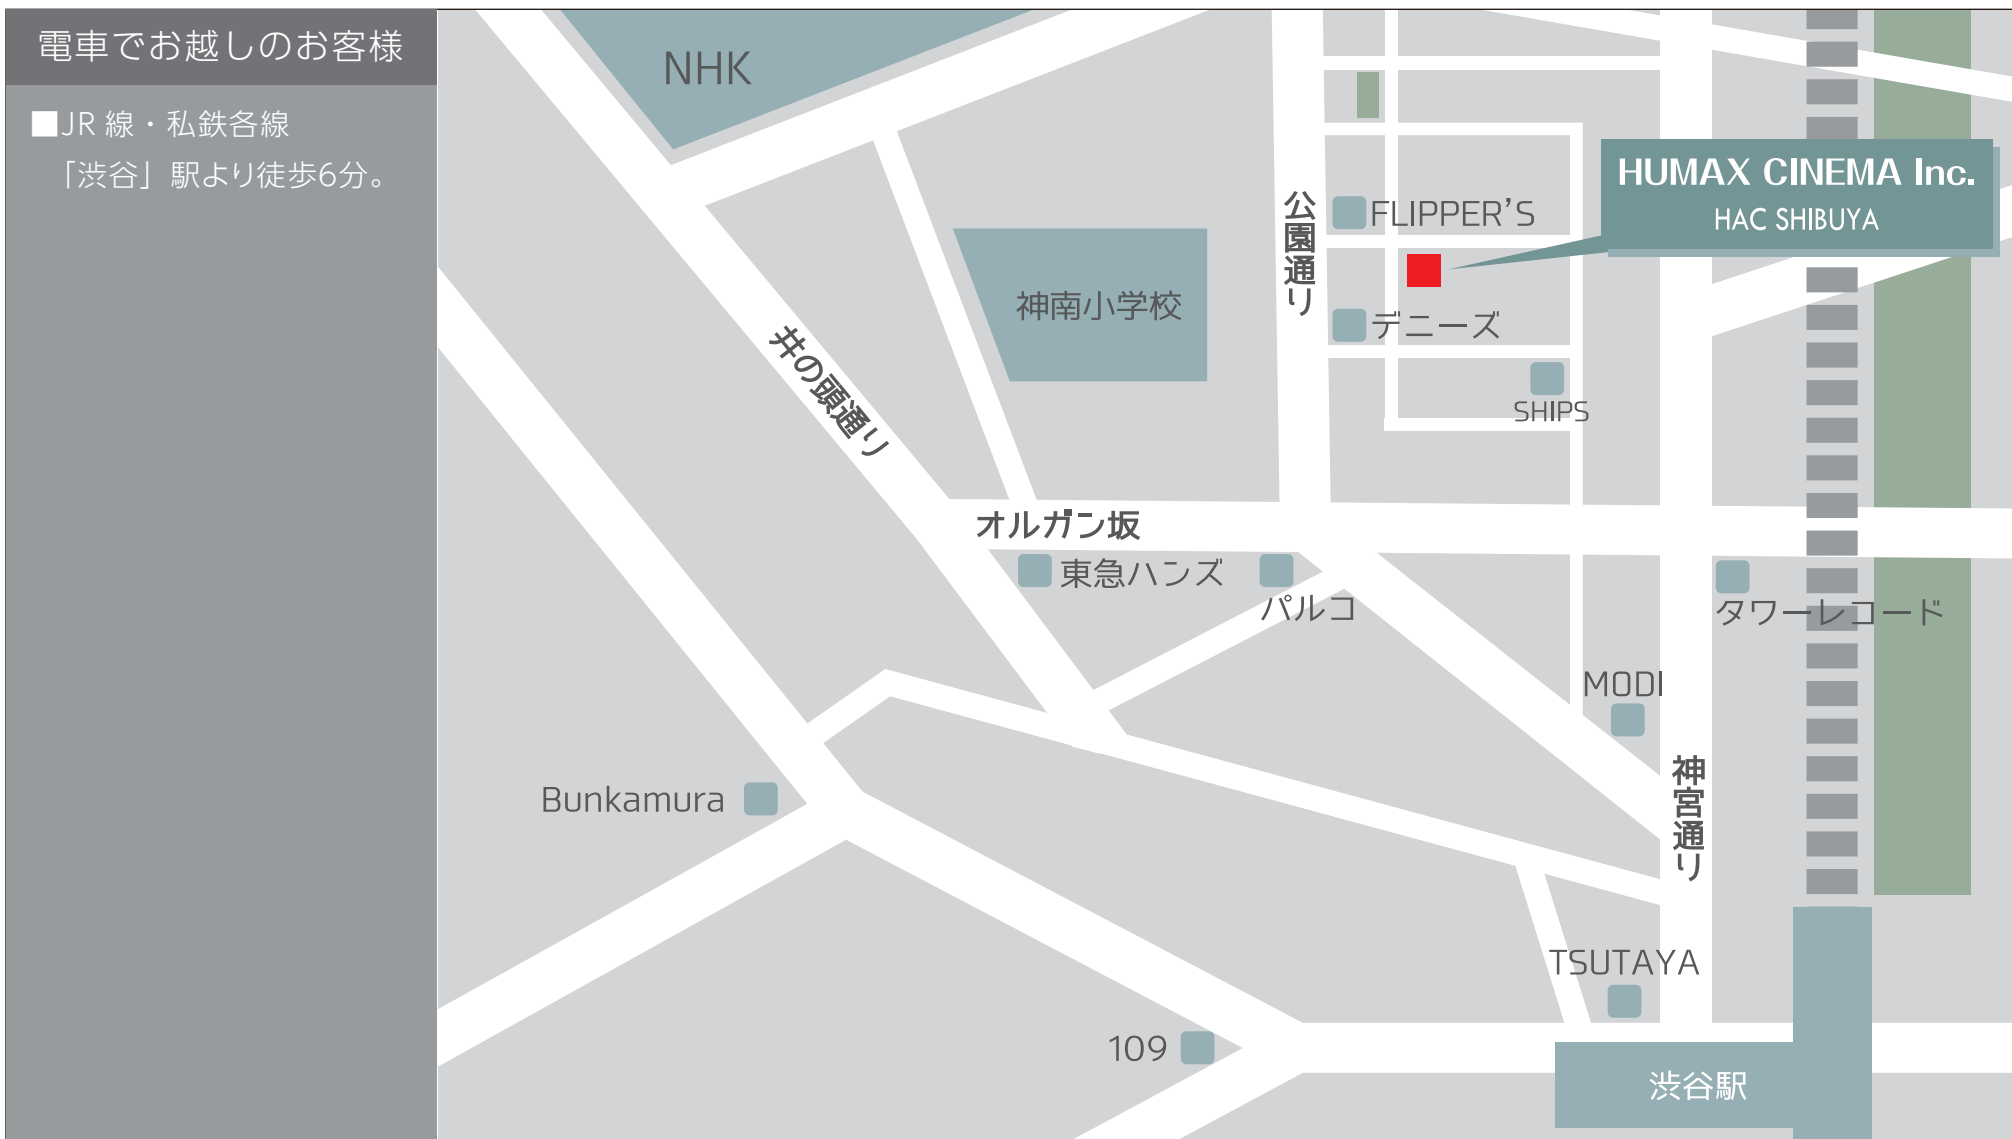 電車でお越しのお客様
■JR 線・私鉄各線
「渋谷」駅より徒歩6分。
NHK
HUMAX CINEMA Inc.
HAC SHIBUYA
公園通り
FLIPPER'S
神南小学校
デニーズ
井の頭通り
SHIPS
オルガン坂
東急ハンズ
パルコ
タワーレコード
MODI
Bunkamura
神宮通り
TSUTAYA
109
渋谷駅